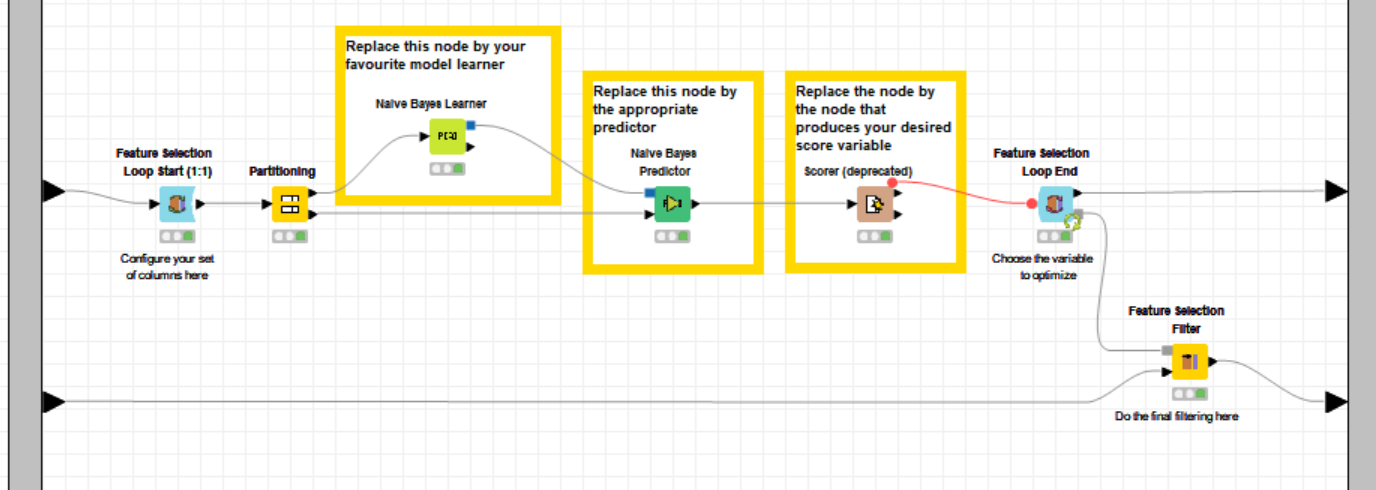 Replace this node by your
favourite model learner
Naive Bayes Learner
Replace this node by
the appropriate
predictor
Naive Bayes
Predictor
Replace the node by
the node that
produces your desired
score variable
Scorer (deprecated)
Feature Selection
Loop Start (1:1)
Configure your set
of columns here
Partitioning
Feature Selection
Loop End
Choose the variable
to optimize
Feature Selection
Filter
Do the final filtering here